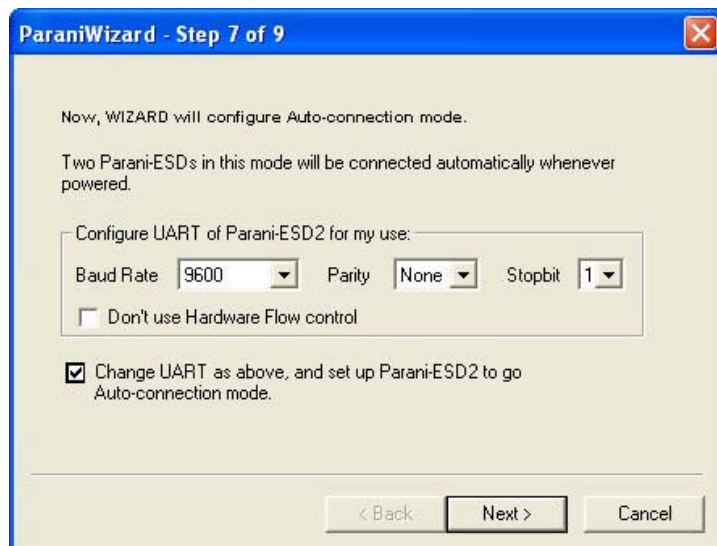 ParaniWizard - Step 7 of 9
Now, WIZARD will configure Auto-connection mode.
Two Parani-ESDs in this mode will be connected automatically whenever
powered.
Configure UART of Parani-ESD2 for my use:
Baud Rate 9600 Parity None Stopbit 1
Don't use Hardware Flow control
Change UART as above, and set up Parani-ESD2 to go
Auto-connection mode.
< Back Next > Cancel